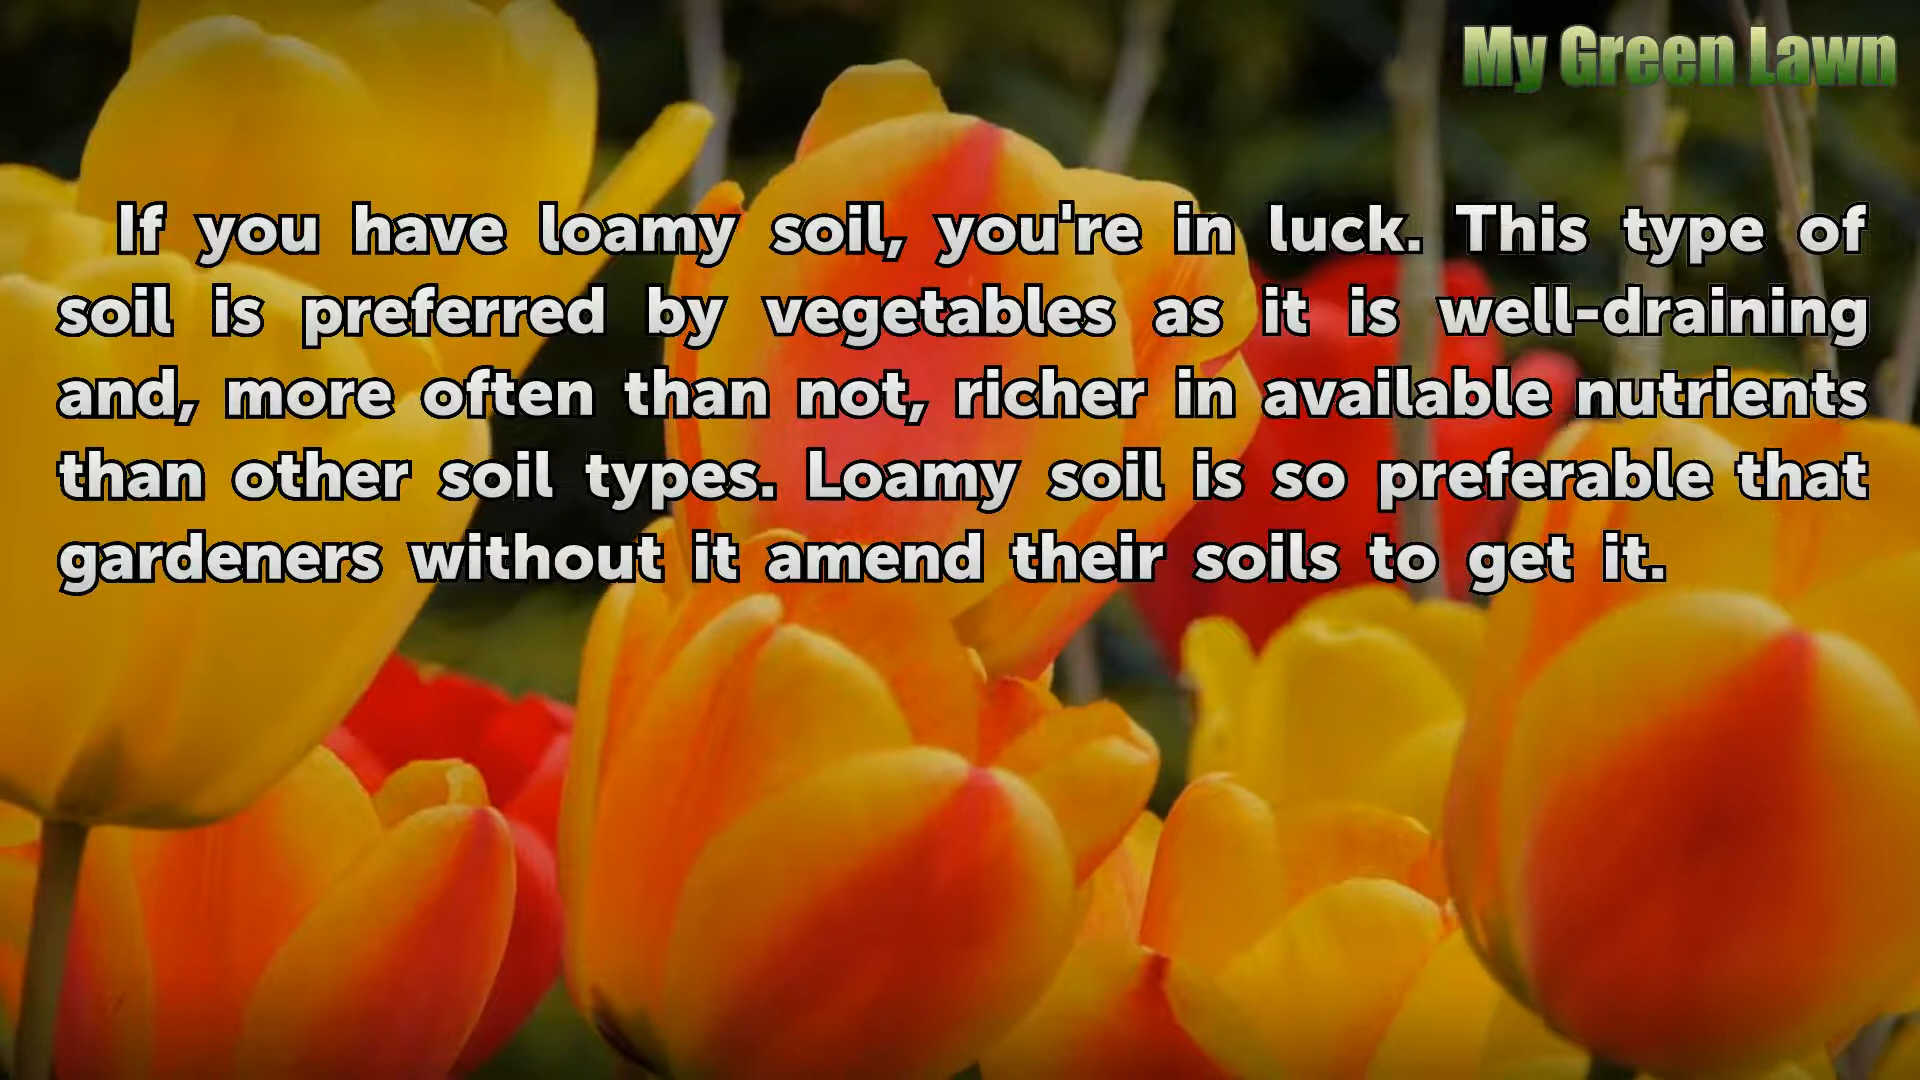 My Green Lawn
If you have loamy soil, you're in luck. This type of
soil is preferred by vegetables as it is well-draining
and, more often than not, richer in available nutrients
than other soil types. Loamy soil is so preferable that
gardeners without it amend their soils to get it.